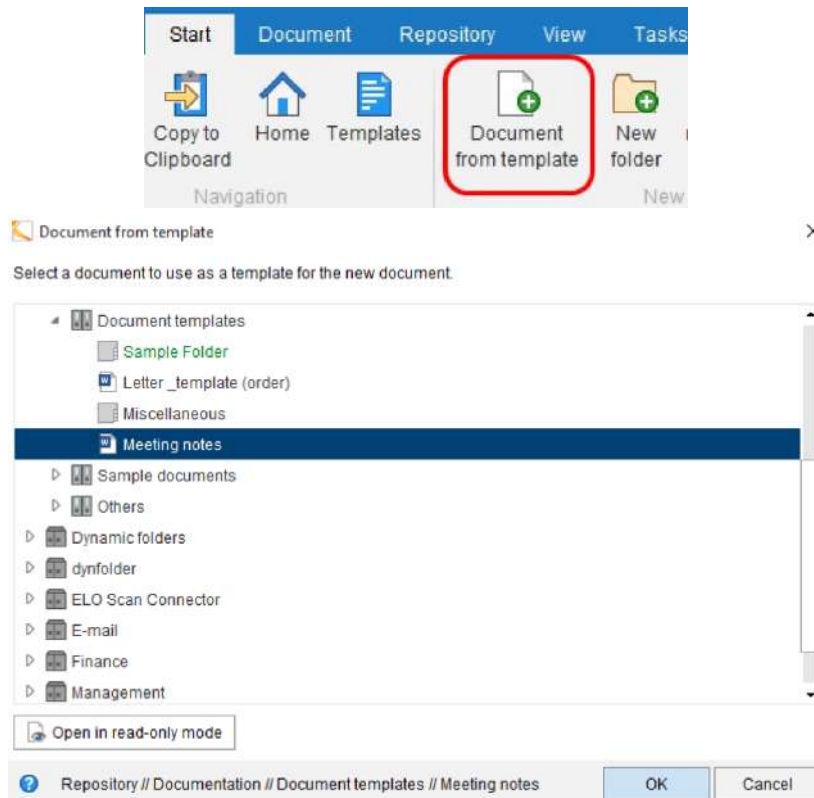 Start Document Repository View Tasks
Copy to Home Templates Document New
Clipboard from template folder
Navigation New
Document from template
Select a document to use as a template for the new document.
Document templates
Sample Folder
Letter _template (order)
Miscellaneous
Meeting notes
Sample documents
Others
Dynamic folders
dynfolder
ELO Scan Connector
E-mail
Finance
Management
Open in read-only mode
Repository // Documentation // Document templates // Meeting notes OK Cancel